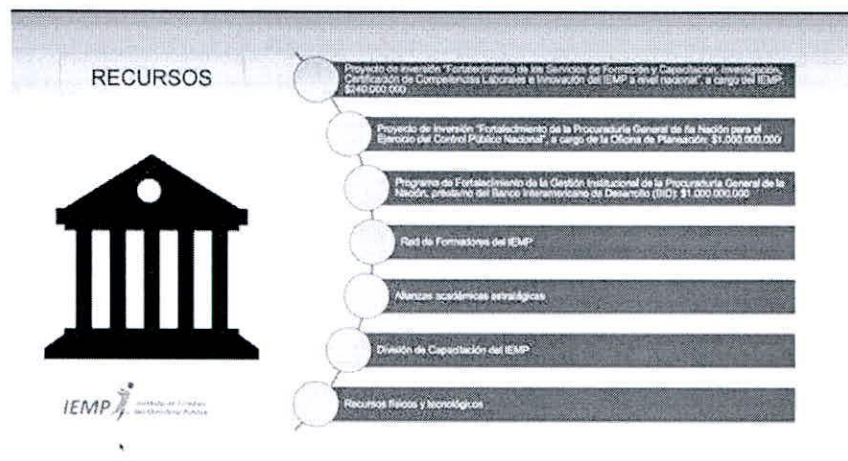 RECURSOS
Proyecto de inversión "Fortalecimiento de los Servicios de Formación y Capacitación, Investigación,
Certificación de Competencias Laborales e Innovación del IEMP a nivel nacional", a cargo del IEMP:
$240.000.000
Proyecto de inversión "Fortalecimiento de la Procuraduría General de ña Nación para el
Ejercicio del Control Público Nacional", a cargo de la Oficina de Planeación: $1.000.000.000
Programa de Fortalecimiento de la Gestión Institucional de la Procuraduría General de la
Nación, préstamo del Banco Interamericano de Desarrollo (BID): $1.000.000.000
Red de Formadores del IEMP
Alianzas académicas estratégicas
División de Capacitación del IEMP
Recursos físicos y tecnológicos
IEMP